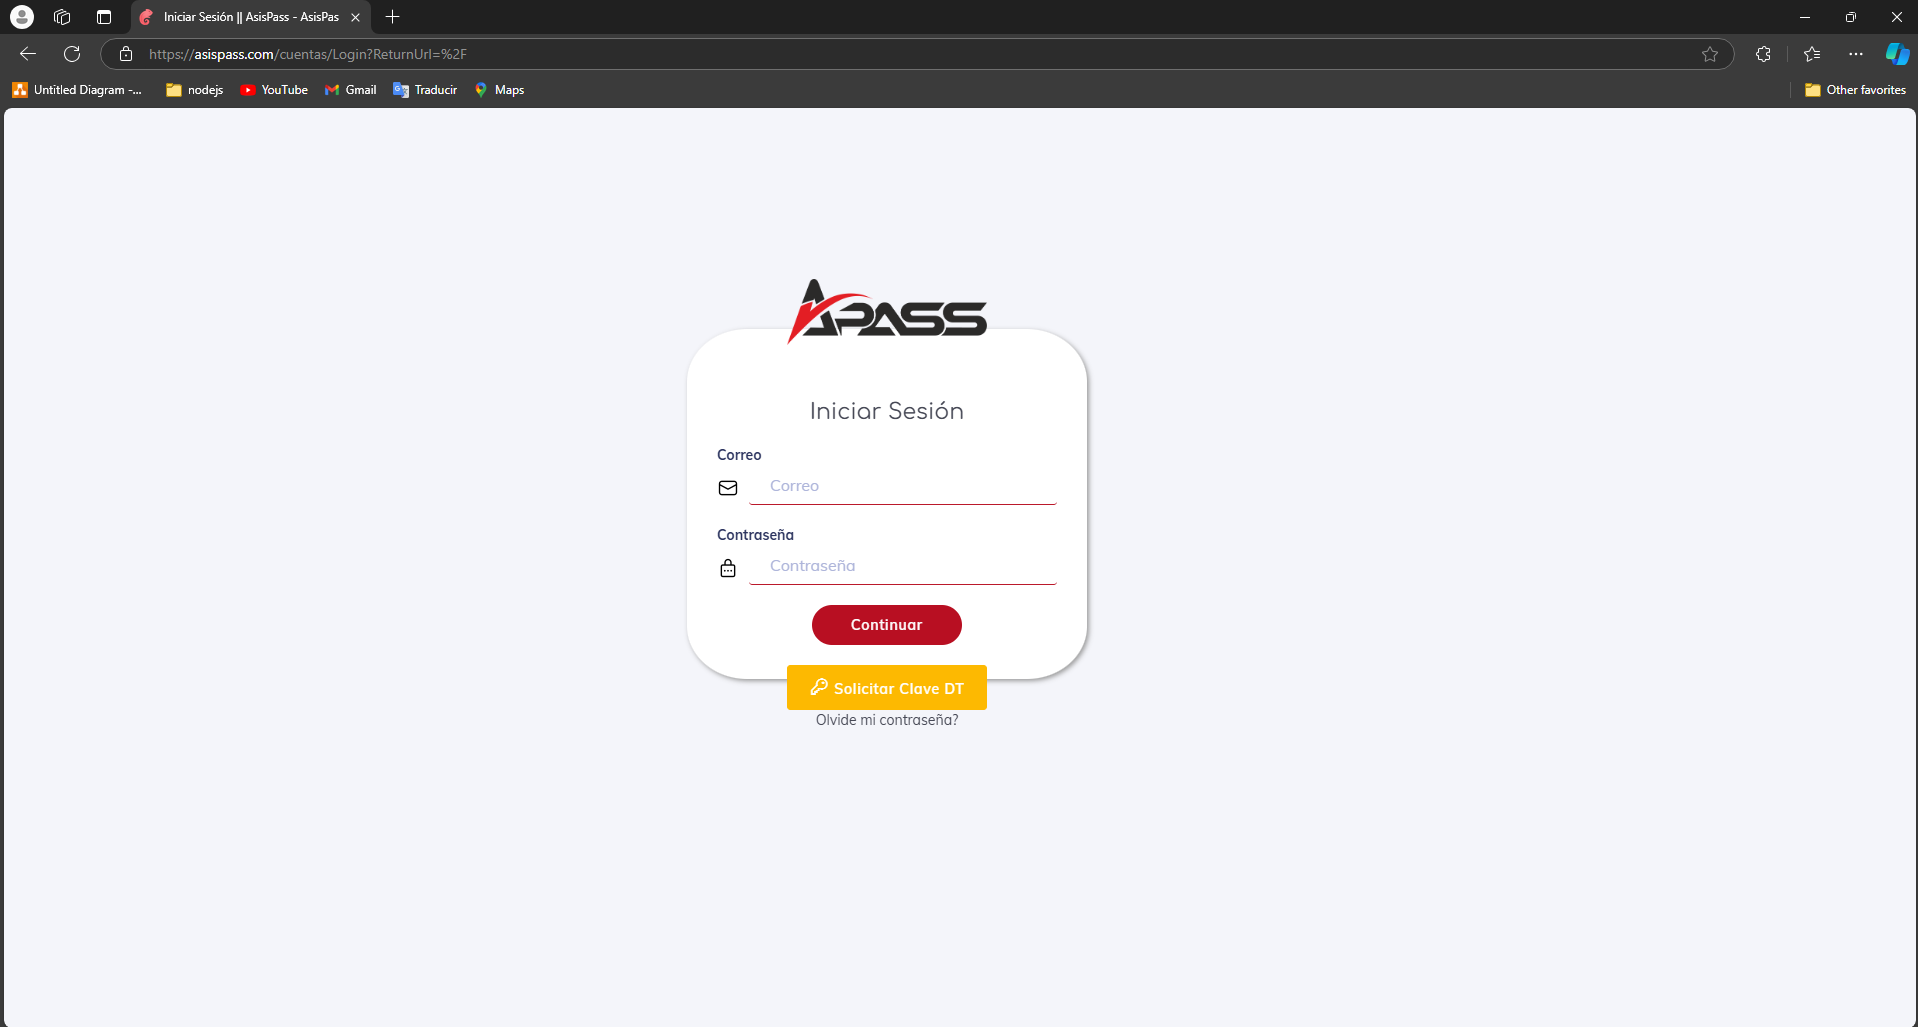 Iniciar Sesión || AsisPass - AsisPas
https://asispass.com/cuentas/Login?ReturnUrl=%2F
Untitled Diagram -... nodejs YouTube Gmail Traducir Maps Other favorites
APASS
Iniciar Sesión
Correo
Correo
Contraseña
Contraseña
Continuar
Solicitar Clave DT
Olvide mi contraseña?